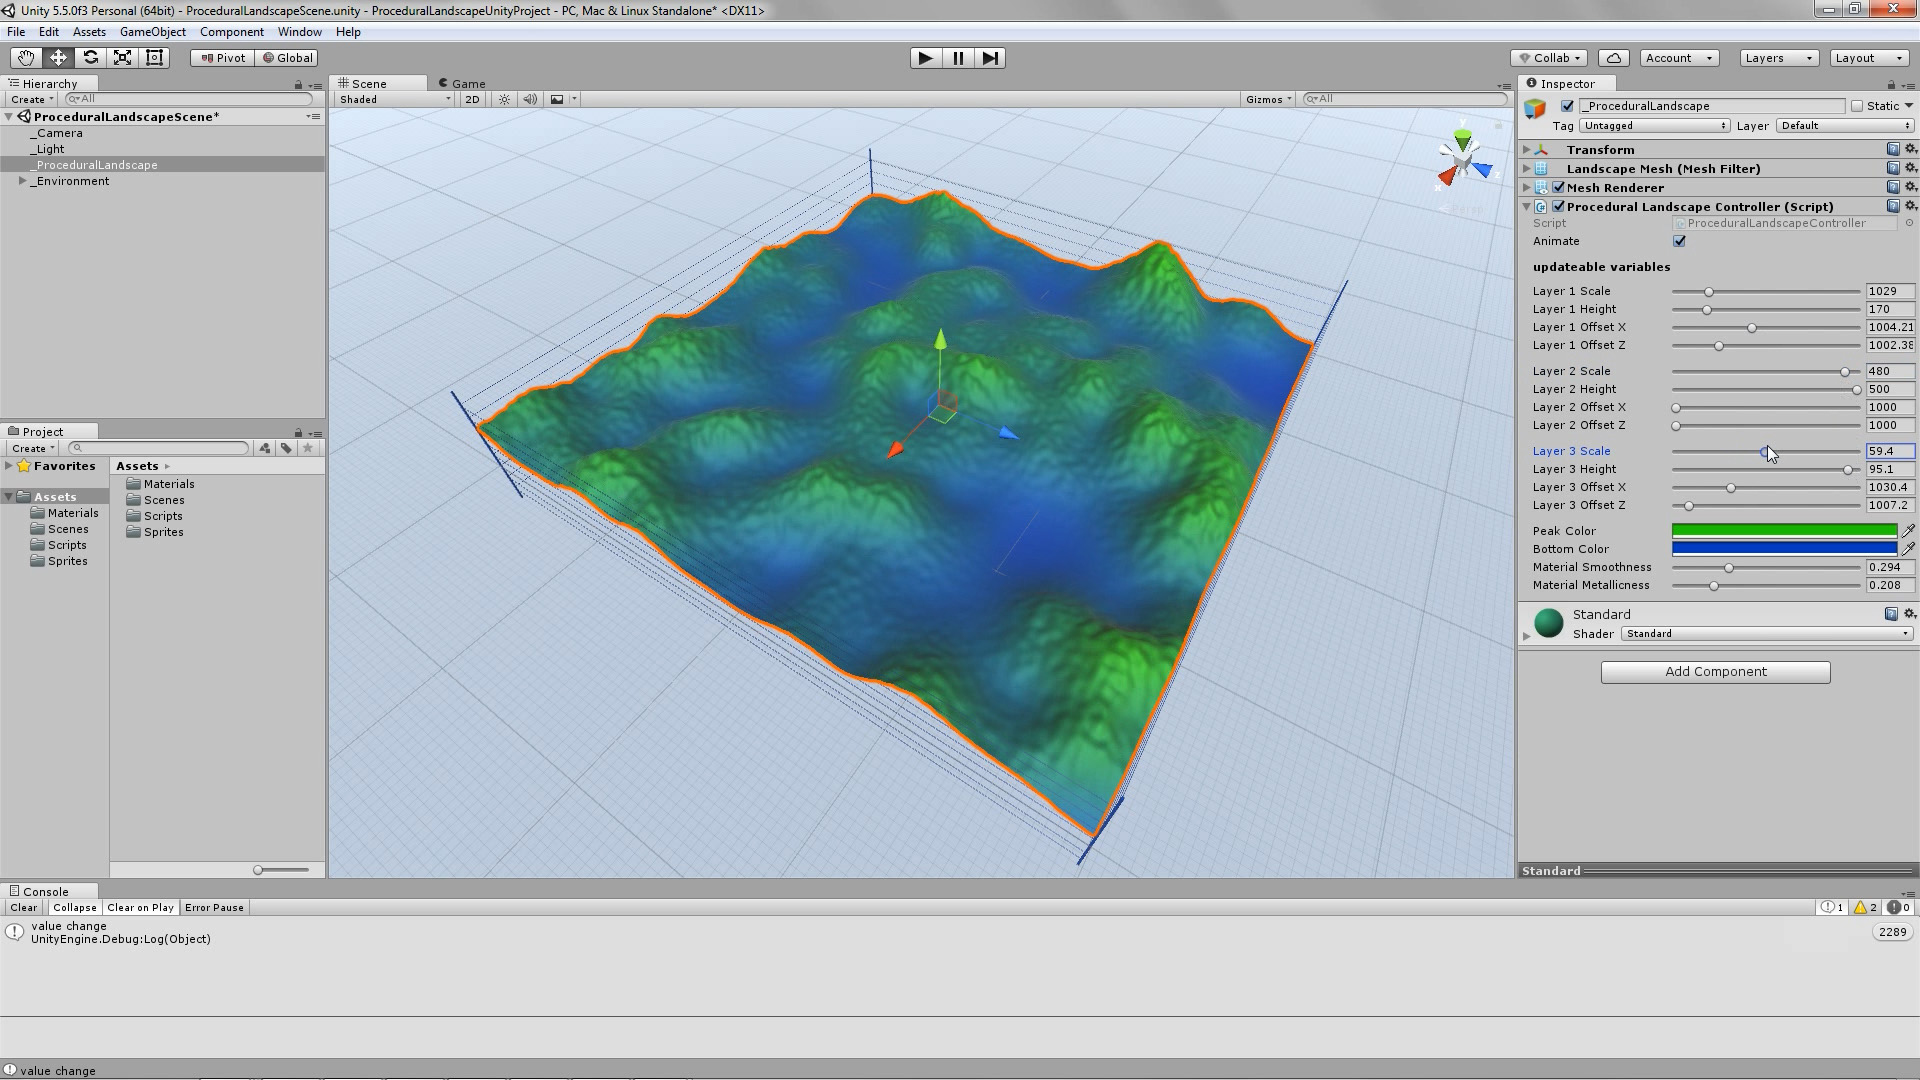 Unity 5.5.0f3 Personal (64bit) - ProceduralLandscapeScene.unity - ProceduralLandscapeUnityProject - PC, Mac & Linux Standalone* <DX11>
File Edit Assets GameObject Component Window Help
Pivot Global
Collab Account Layers Layout
Hierarchy
Create All
ProceduralLandscapeScene*
_Camera
_Light
_ProceduralLandscape
_Environment
Project
Create
Favorites
Assets
Materials
Scenes
Scripts
Sprites
Assets
Materials
Scenes
Scripts
Sprites
Scene Game
Shaded 2D Gizmos All
y
x
z
Inspector
_ProceduralLandscape Static
Tag Untagged Layer Default
Transform
Landscape Mesh (Mesh Filter)
Mesh Renderer
Procedural Landscape Controller (Script)
Script ProceduralLandscapeController
Animate
updateable variables
Layer 1 Scale 1029
Layer 1 Height 170
Layer 1 Offset X 1004.21
Layer 1 Offset Z 1002.38
Layer 2 Scale 480
Layer 2 Height 500
Layer 2 Offset X 1000
Layer 2 Offset Z 1000
Layer 3 Scale 59.4
Layer 3 Height 95.1
Layer 3 Offset X 1030.4
Layer 3 Offset Z 1007.2
Peak Color
Bottom Color
Material Smoothness 0.294
Material Metallicness 0.208
Standard
Shader Standard
Add Component
Standard
Console
Clear Collapse Clear on Play Error Pause 1 2 0
value change
UnityEngine.Debug:Log(Object)
2289
value change